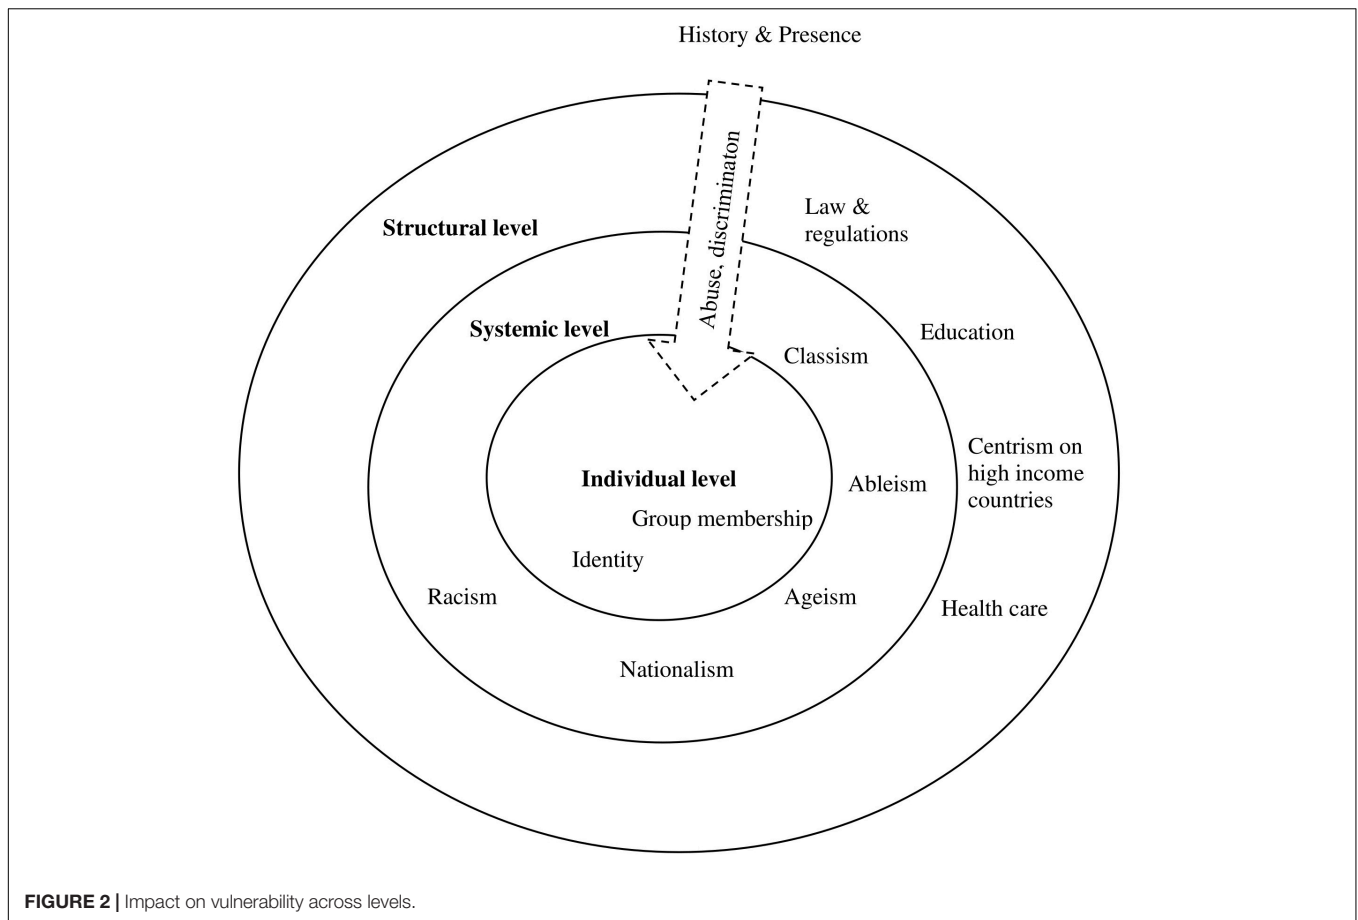 History & Presence
Abuse, discriminaton
Structural level
Law &
regulations
Systemic level
Education
Classism
Centrism on
high income
countries
Individual level
Ableism
Group membership
Identity
Racism
Ageism
Health care
Nationalism
FIGURE 2 | Impact on vulnerability across levels.